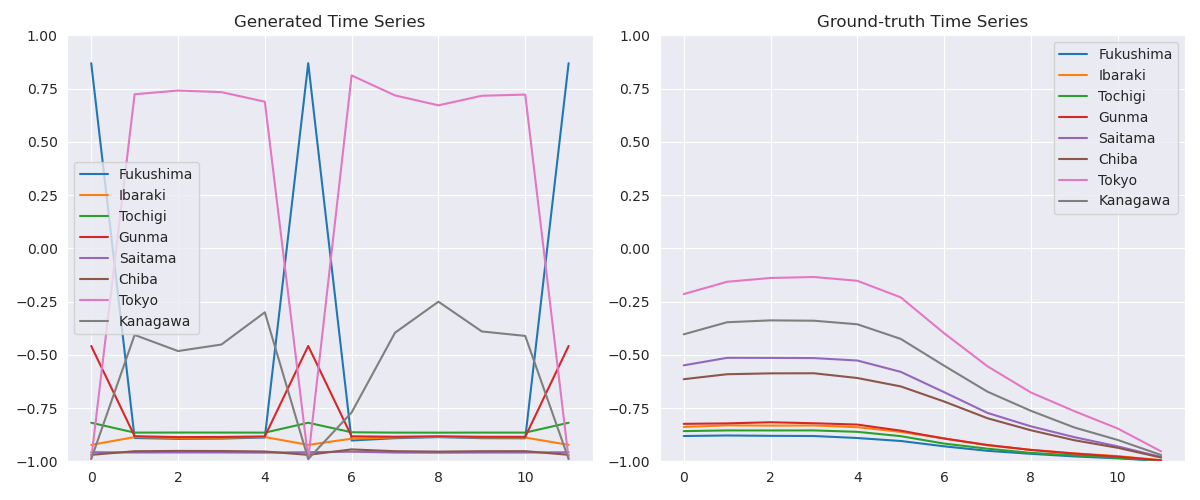 Generated Time Series
1.00
0.75
0.50
0.25
0.00
−0.25
−0.50
−0.75
−1.00
0 2 4 6 8 10
Fukushima
Ibaraki
Tochigi
Gunma
Saitama
Chiba
Tokyo
Kanagawa
Ground-truth Time Series
1.00
0.75
0.50
0.25
0.00
−0.25
−0.50
−0.75
−1.00
0 2 4 6 8 10
Fukushima
Ibaraki
Tochigi
Gunma
Saitama
Chiba
Tokyo
Kanagawa